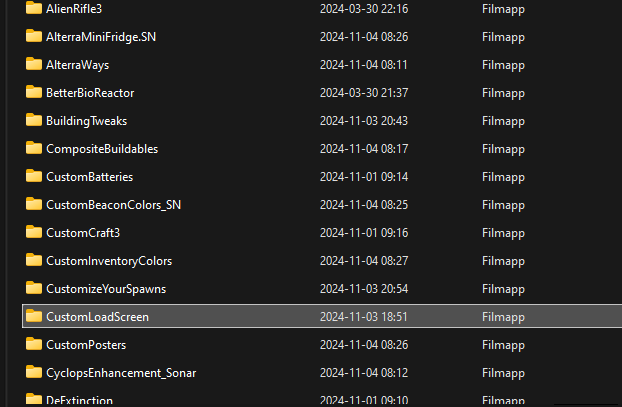 AlienRifle3 2024-03-30 22:16 Filmapp
AlterraMiniFridge.SN 2024-11-04 08:26 Filmapp
AlterraWays 2024-11-04 08:11 Filmapp
BetterBioReactor 2024-03-30 21:37 Filmapp
BuildingTweaks 2024-11-03 20:43 Filmapp
CompositeBuildables 2024-11-04 08:17 Filmapp
CustomBatteries 2024-11-01 09:14 Filmapp
CustomBeaconColors_SN 2024-11-04 08:25 Filmapp
CustomCraft3 2024-11-01 09:16 Filmapp
CustomInventoryColors 2024-11-04 08:27 Filmapp
CustomizeYourSpawns 2024-11-03 20:54 Filmapp
CustomLoadScreen 2024-11-03 18:51 Filmapp
CustomPosters 2024-11-04 08:26 Filmapp
CyclopsEnhancement_Sonar 2024-11-04 08:12 Filmapp
DeExtinction 2024-11-01 09:10 Filmapp